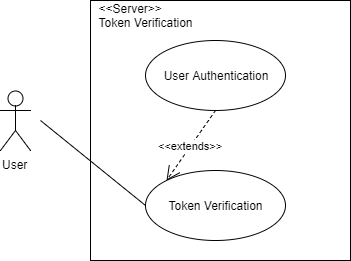 <<Server>>
Token Verification
User Authentication
<<extends>>
User
Token Verification